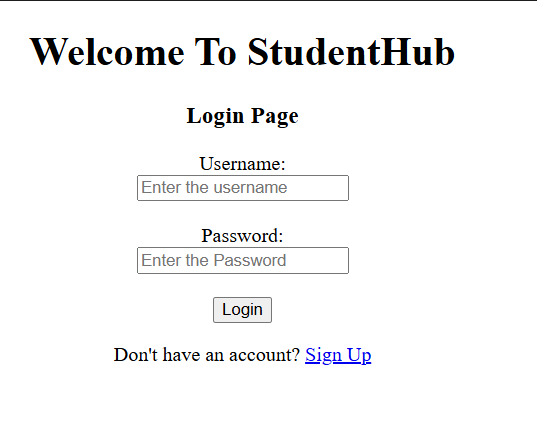 Welcome To StudentHub
Login Page
Username:
Enter the username
Password:
Enter the Password
Login
Don't have an account? Sign Up